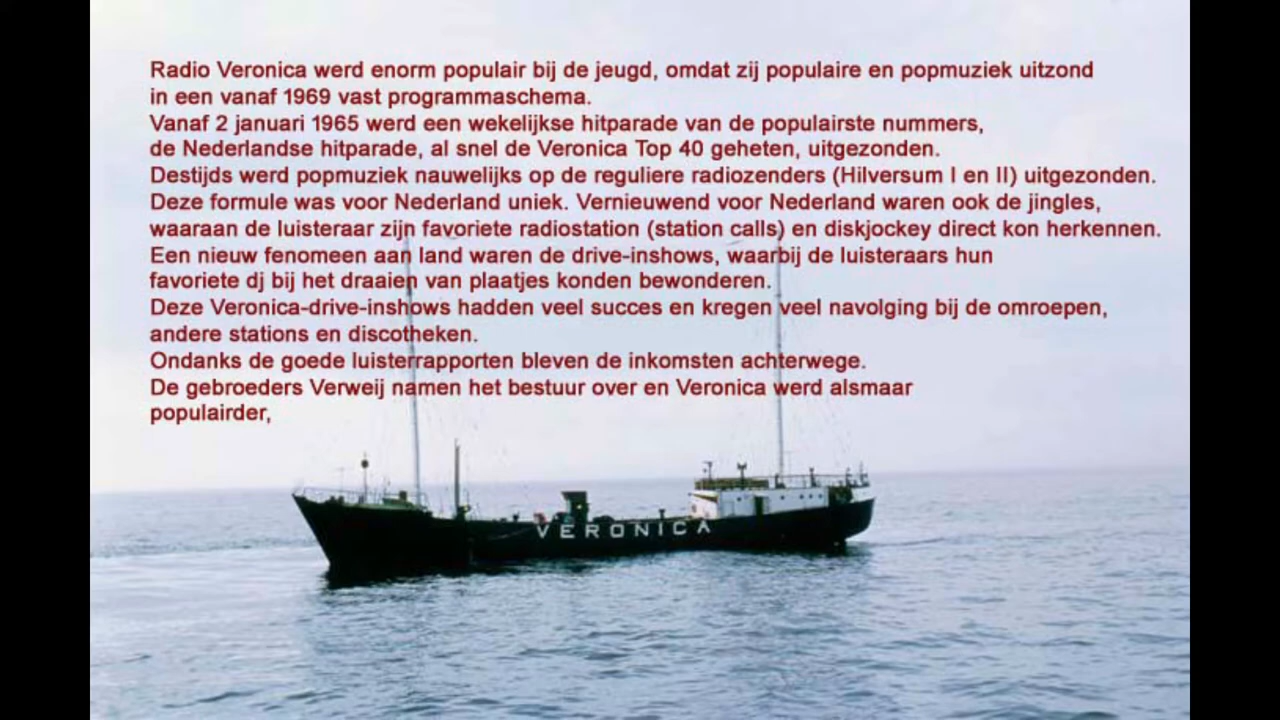 Radio Veronica werd enorm populair bij de jeugd, omdat zij populaire en popmuziek uitzond
in een vanaf 1969 vast programmaschema.
Vanaf 2 januari 1965 werd een wekelijkse hitparade van de populairste nummers,
de Nederlandse hitparade, al snel de Veronica Top 40 geheten, uitgezonden.
Destijds werd popmuziek nauwelijks op de reguliere radiozenders (Hilversum I en II) uitgezonden.
Deze formule was voor Nederland uniek. Vernieuwend voor Nederland waren ook de jingles,
waaraan de luisteraar zijn favoriete radiostation (station calls) en diskjockey direct kon herkennen.
Een nieuw fenomeen aan land waren de drive-inshows, waarbij de luisteraars hun
favoriete dj bij het draaien van plaatjes konden bewonderen.
Deze Veronica-drive-inshows hadden veel succes en kregen veel navolging bij de omroepen,
andere stations en discotheken.
Ondanks de goede luisterrapporten bleven de inkomsten achterwege.
De gebroeders Verweij namen het bestuur over en Veronica werd alsmaar
populairder,
VERONICA